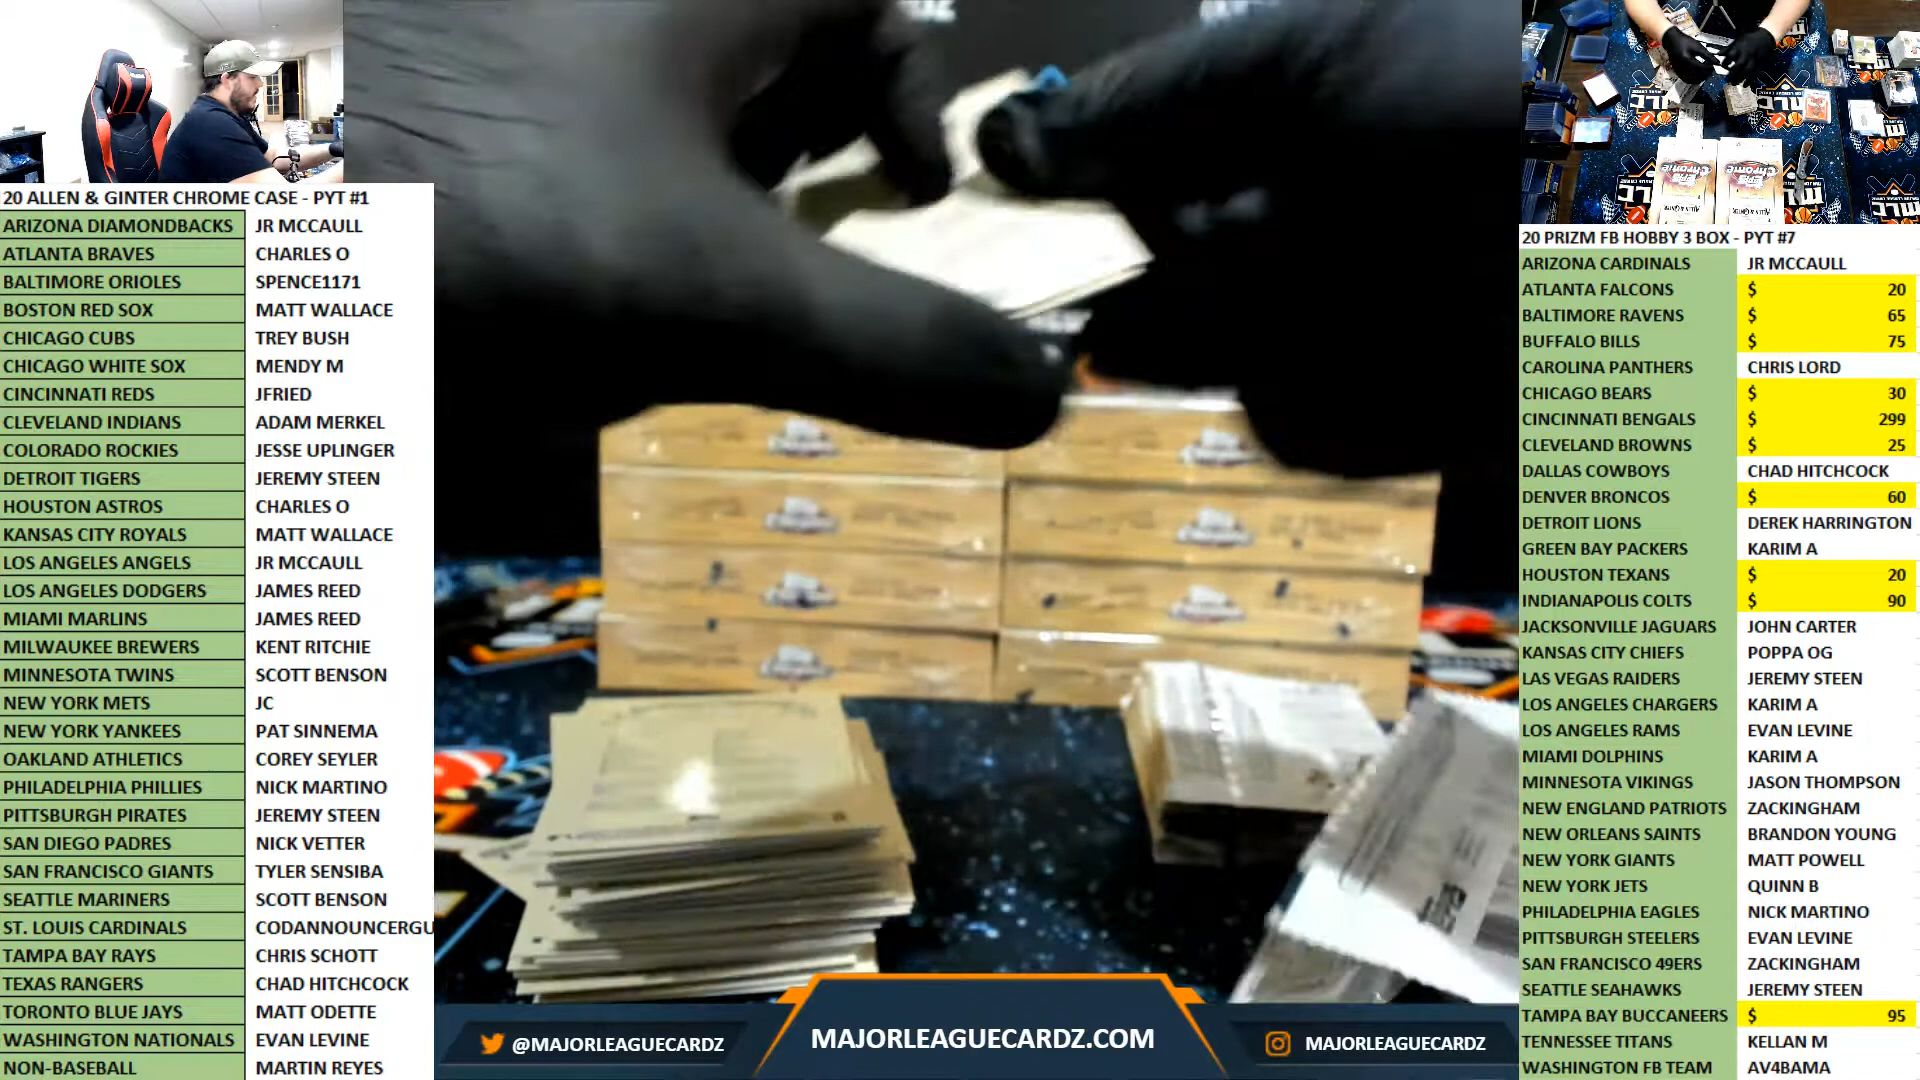 20 ALLEN & GINTER CHROME CASE - PYT #1
ARIZONA DIAMONDBACKS JR MCCAULL
ATLANTA BRAVES CHARLES O
BALTIMORE ORIOLES SPENCE1171
BOSTON RED SOX MATT WALLACE
CHICAGO CUBS TREY BUSH
CHICAGO WHITE SOX MENDY M
CINCINNATI REDS JFRIED
CLEVELAND INDIANS ADAM MERKEL
COLORADO ROCKIES JESSE UPLINGER
DETROIT TIGERS JEREMY STEEN
HOUSTON ASTROS CHARLES O
KANSAS CITY ROYALS MATT WALLACE
LOS ANGELES ANGELS JR MCCAULL
LOS ANGELES DODGERS JAMES REED
MIAMI MARLINS JAMES REED
MILWAUKEE BREWERS KENT RITCHIE
MINNESOTA TWINS SCOTT BENSON
NEW YORK METS JC
NEW YORK YANKEES PAT SINNEMA
OAKLAND ATHLETICS COREY SEYLER
PHILADELPHIA PHILLIES NICK MARTINO
PITTSBURGH PIRATES JEREMY STEEN
SAN DIEGO PADRES NICK VETTER
SAN FRANCISCO GIANTS TYLER SENSIBA
SEATTLE MARINERS SCOTT BENSON
ST. LOUIS CARDINALS CODANNOUNCERGU
TAMPA BAY RAYS CHRIS SCHOTT
TEXAS RANGERS CHAD HITCHCOCK
TORONTO BLUE JAYS MATT ODETTE
WASHINGTON NATIONALS EVAN LEVINE
NON-BASEBALL MARTIN REYES
@MAJORLEAGUECARDZ
MAJORLEAGUECARDZ.COM
MAJORLEAGUECARDZ
20 PRIZM FB HOBBY 3 BOX - PYT #7
ARIZONA CARDINALS JR MCCAULL
ATLANTA FALCONS $ 20
BALTIMORE RAVENS $ 65
BUFFALO BILLS $ 75
CAROLINA PANTHERS CHRIS LORD
CHICAGO BEARS $ 30
CINCINNATI BENGALS $ 299
CLEVELAND BROWNS $ 25
DALLAS COWBOYS CHAD HITCHCOCK
DENVER BRONCOS $ 60
DETROIT LIONS DEREK HARRINGTON
GREEN BAY PACKERS KARIM A
HOUSTON TEXANS $ 20
INDIANAPOLIS COLTS $ 90
JACKSONVILLE JAGUARS JOHN CARTER
KANSAS CITY CHIEFS POPPA OG
LAS VEGAS RAIDERS JEREMY STEEN
LOS ANGELES CHARGERS KARIM A
LOS ANGELES RAMS EVAN LEVINE
MIAMI DOLPHINS KARIM A
MINNESOTA VIKINGS JASON THOMPSON
NEW ENGLAND PATRIOTS ZACKINGHAM
NEW ORLEANS SAINTS BRANDON YOUNG
NEW YORK GIANTS MATT POWELL
NEW YORK JETS QUINN B
PHILADELPHIA EAGLES NICK MARTINO
PITTSBURGH STEELERS EVAN LEVINE
SAN FRANCISCO 49ERS ZACKINGHAM
SEATTLE SEAHAWKS JEREMY STEEN
TAMPA BAY BUCCANEERS $ 95
TENNESSEE TITANS KELLAN M
WASHINGTON FB TEAM AV4BAMA